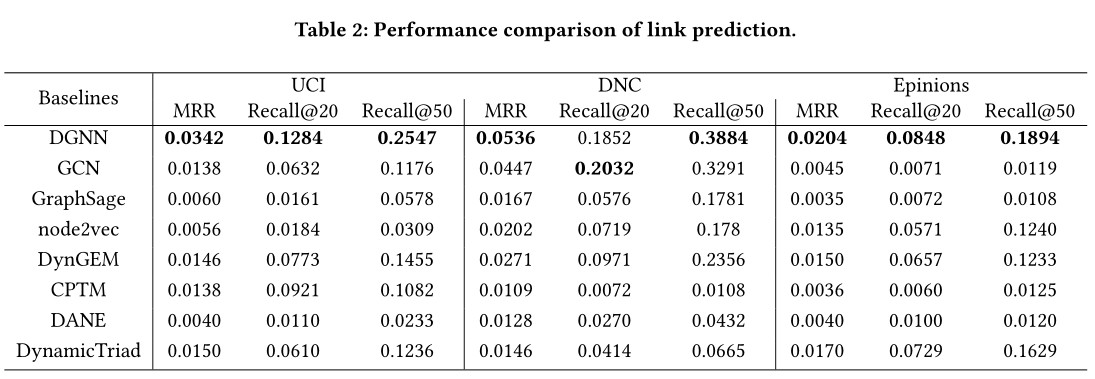 Table 2: Performance comparison of link prediction.
Baselines UCI DNC Epinions
MRR Recall@20 Recall@50 MRR Recall@20 Recall@50 MRR Recall@20 Recall@50
DGNN 0.0342 0.1284 0.2547 0.0536 0.1852 0.3884 0.0204 0.0848 0.1894
GCN 0.0138 0.0632 0.1176 0.0447 0.2032 0.3291 0.0045 0.0071 0.0119
GraphSage 0.0060 0.0161 0.0578 0.0167 0.0576 0.1781 0.0035 0.0072 0.0108
node2vec 0.0056 0.0184 0.0309 0.0202 0.0719 0.178 0.0135 0.0571 0.1240
DynGEM 0.0146 0.0773 0.1455 0.0271 0.0971 0.2356 0.0150 0.0657 0.1233
CPTM 0.0138 0.0921 0.1082 0.0109 0.0072 0.0108 0.0036 0.0060 0.0125
DANE 0.0040 0.0110 0.0233 0.0128 0.0270 0.0432 0.0040 0.0100 0.0120
DynamicTriad 0.0150 0.0610 0.1236 0.0146 0.0414 0.0665 0.0170 0.0729 0.1629